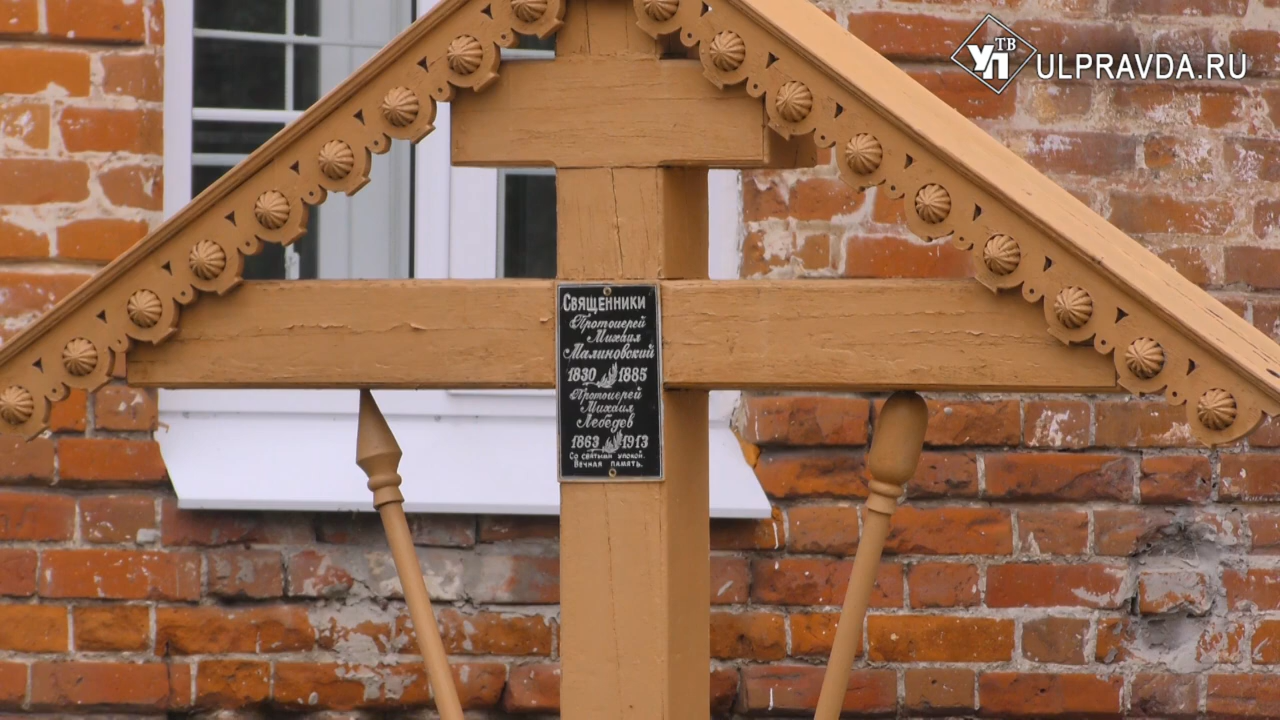 УП ТВ ULPRAVDA.RU
Священники
Протоиерей
Михаил
Малиновский
1830 1885
Протоиерей
Михаил
Лебедев
1863 1913
Со святыми упокой.
Вечная память.